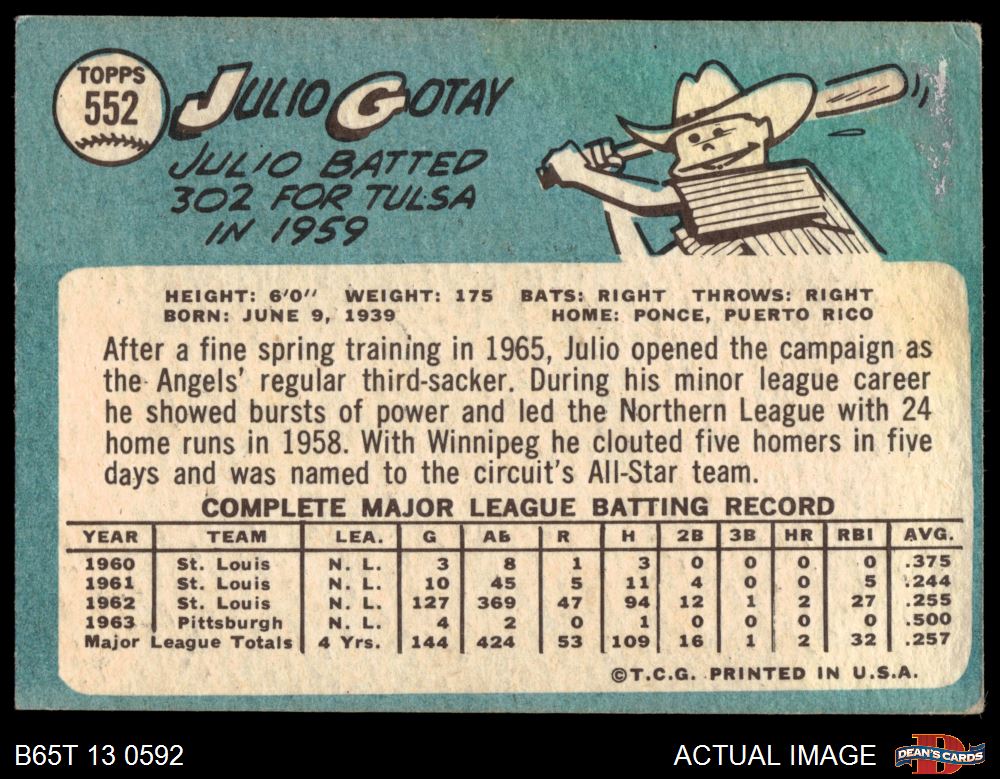 TOPPS
552
JULIO GOTAY
JULIO BATTED
302 FOR TULSA
IN 1959
HEIGHT: 6'0" WEIGHT: 175 BATS: RIGHT THROWS: RIGHT
BORN: JUNE 9, 1939 HOME: PONCE, PUERTO RICO
After a fine spring training in 1965, Julio opened the campaign as
the Angels' regular third-sacker. During his minor league career
he showed bursts of power and led the Northern League with 24
home runs in 1958. With Winnipeg he clouted five homers in five
days and was named to the circuit's All-Star team.
COMPLETE MAJOR LEAGUE BATTING RECORD
YEAR TEAM LEA. G AB R H 2B 3B HR RBI AVG.
1960 St. Louis N. L. 3 8 1 3 0 0 0 0 .375
1961 St. Louis N. L. 10 45 5 11 4 0 0 5 .244
1962 St. Louis N. L. 127 369 47 94 12 1 2 27 .255
1963 Pittsburgh N. L. 4 2 0 1 0 0 0 0 .500
Major League Totals 4 Yrs. 144 424 53 109 16 1 2 32 .257
©T.C.G. PRINTED IN U.S.A.
B65T 13 0592 ACTUAL IMAGE DEAN'S CARDS